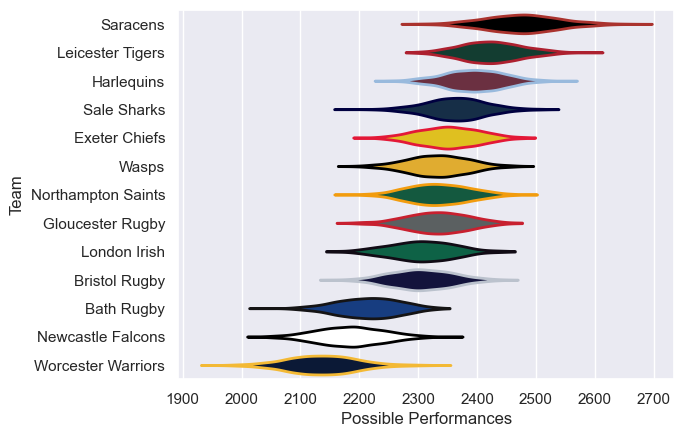 Saracens
Leicester Tigers
Harlequins
Sale Sharks
Exeter Chiefs
Wasps
Northampton Saints
Gloucester Rugby
London Irish
Bristol Rugby
Bath Rugby
Newcastle Falcons
Worcester Warriors
Team
1900 2000 2100 2200 2300 2400 2500 2600 2700
Possible Performances